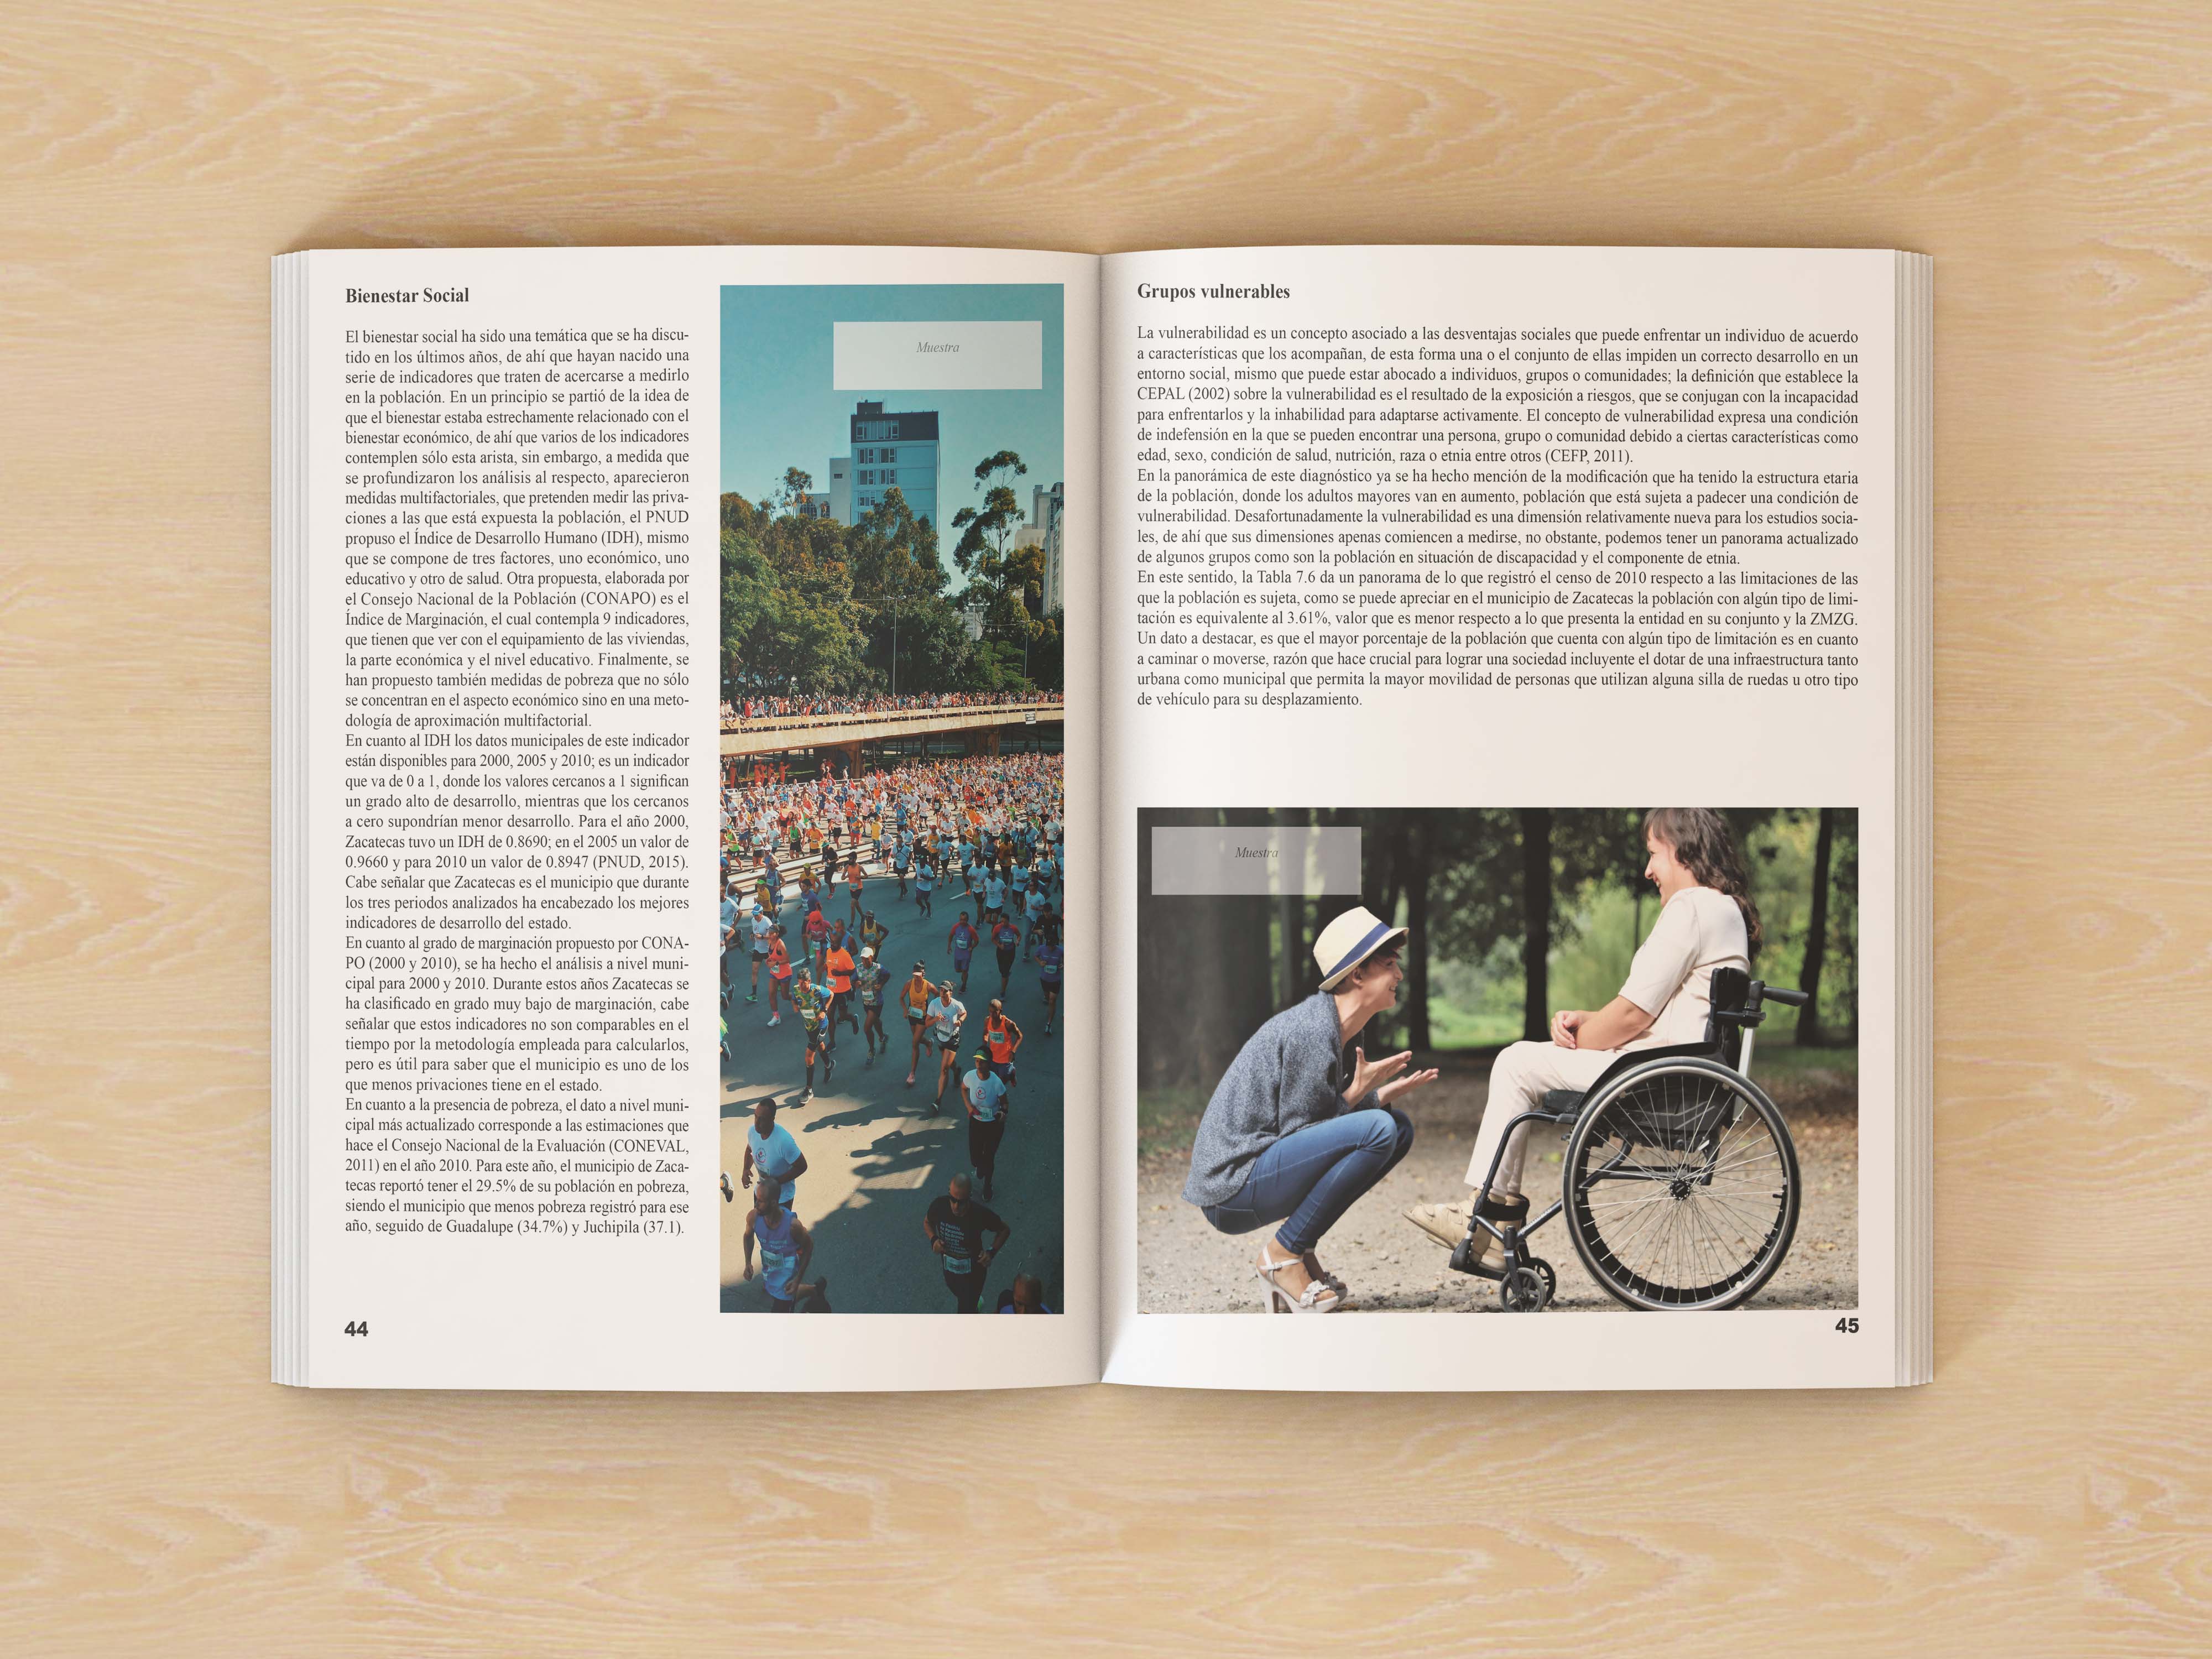 Bienestar Social
El bienestar social ha sido una temática que se ha discu-
tido en los últimos años, de ahí que hayan nacido una
serie de indicadores que traten de acercarse a medirlo
en la población. En un principio se partió de la idea de
que el bienestar estaba estrechamente relacionado con el
bienestar económico, de ahí que varios de los indicadores
contemplen sólo esta arista, sin embargo, a medida que
se profundizaron los análisis al respecto, aparecieron
medidas multifactoriales, que pretenden medir las priva-
ciones a las que está expuesta la población, el PNUD
propuso el Índice de Desarrollo Humano (IDH), mismo
que se compone de tres factores, uno económico, uno
educativo y otro de salud. Otra propuesta, elaborada por
el Consejo Nacional de la Población (CONAPO) es el
Índice de Marginación, el cual contempla 9 indicadores,
que tienen que ver con el equipamiento de las viviendas,
la parte económica y el nivel educativo. Finalmente, se
han propuesto también medidas de pobreza que no sólo
se concentran en el aspecto económico sino en una meto-
dología de aproximación multifactorial.
En cuanto al IDH los datos municipales de este indicador
están disponibles para 2000, 2005 y 2010; es un indicador
que va de 0 a 1, donde los valores cercanos a 1 significan
un grado alto de desarrollo, mientras que los cercanos
a cero supondrían menor desarrollo. Para el año 2000,
Zacatecas tuvo un IDH de 0.8690; en el 2005 un valor de
0.9660 y para 2010 un valor de 0.8947 (PNUD, 2015).
Cabe señalar que Zacatecas es el municipio que durante
los tres periodos analizados ha encabezado los mejores
indicadores de desarrollo del estado.
En cuanto al grado de marginación propuesto por CONA-
PO (2000 y 2010), se ha hecho el análisis a nivel muni-
cipal para 2000 y 2010. Durante estos años Zacatecas se
ha clasificado en grado muy bajo de marginación, cabe
señalar que estos indicadores no son comparables en el
tiempo por la metodología empleada para calcularlos,
pero es útil para saber que el municipio es uno de los
que menos privaciones tiene en el estado.
En cuanto a la presencia de pobreza, el dato a nivel muni-
cipal más actualizado corresponde a las estimaciones que
hace el Consejo Nacional de la Evaluación (CONEVAL,
2011) en el año 2010. Para este año, el municipio de Zaca-
tecas reportó tener el 29.5% de su población en pobreza,
siendo el municipio que menos pobreza registró para ese
año, seguido de Guadalupe (34.7%) y Juchipila (37.1).
Muestra
44
Grupos vulnerables
La vulnerabilidad es un concepto asociado a las desventajas sociales que puede enfrentar un individuo de acuerdo
a características que los acompañan, de esta forma una o el conjunto de ellas impiden un correcto desarrollo en un
entorno social, mismo que puede estar abocado a individuos, grupos o comunidades; la definición que establece la
CEPAL (2002) sobre la vulnerabilidad es el resultado de la exposición a riesgos, que se conjugan con la incapacidad
para enfrentarlos y la inhabilidad para adaptarse activamente. El concepto de vulnerabilidad expresa una condición
de indefensión en la que se pueden encontrar una persona, grupo o comunidad debido a ciertas características como
edad, sexo, condición de salud, nutrición, raza o etnia entre otros (CEFP, 2011).
En la panorámica de este diagnóstico ya se ha hecho mención de la modificación que ha tenido la estructura etaria
de la población, donde los adultos mayores van en aumento, población que está sujeta a padecer una condición de
vulnerabilidad. Desafortunadamente la vulnerabilidad es una dimensión relativamente nueva para los estudios socia-
les, de ahí que sus dimensiones apenas comiencen a medirse, no obstante, podemos tener un panorama actualizado
de algunos grupos como son la población en situación de discapacidad y el componente de etnia.
En este sentido, la Tabla 7.6 da un panorama de lo que registró el censo de 2010 respecto a las limitaciones de las
que la población es sujeta, como se puede apreciar en el municipio de Zacatecas la población con algún tipo de limi-
tación es equivalente al 3.61%, valor que es menor respecto a lo que presenta la entidad en su conjunto y la ZMZG.
Un dato a destacar, es que el mayor porcentaje de la población que cuenta con algún tipo de limitación es en cuanto
a caminar o moverse, razón que hace crucial para lograr una sociedad incluyente el dotar de una infraestructura tanto
urbana como municipal que permita la mayor movilidad de personas que utilizan alguna silla de ruedas u otro tipo
de vehículo para su desplazamiento.
Muestra
45